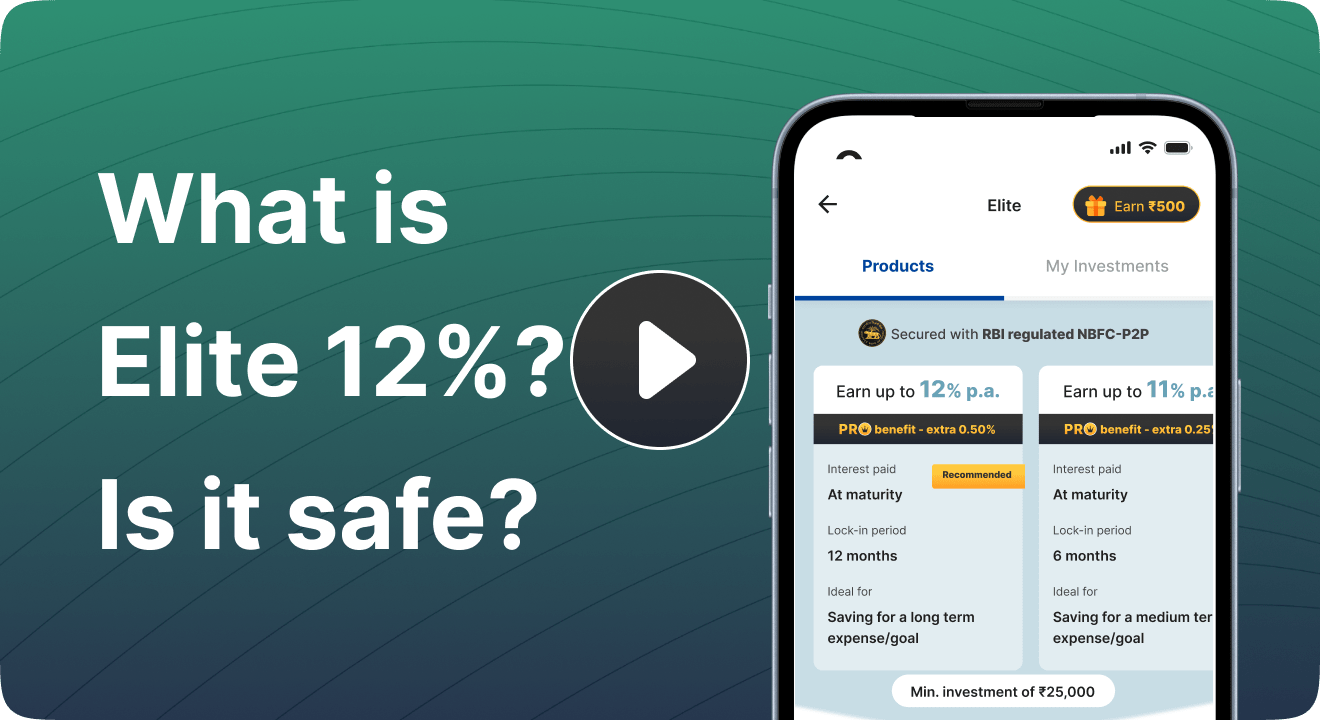 What is
Elite 12%?
Is it safe?
Elite
Earn ₹500
Products
My Investments
Secured with RBI regulated NBFC-P2P
Earn up to 12% p.a.
PRO benefit - extra 0.50%
Recommended
Interest paid
At maturity
Lock-in period
12 months
Ideal for
Saving for a long term
expense/goal
Earn up to 11% p.a
PRO benefit - extra 0.25
Interest paid
At maturity
Lock-in period
6 months
Ideal for
Saving for a medium ter
expense/goal
Min. investment of ₹25,000